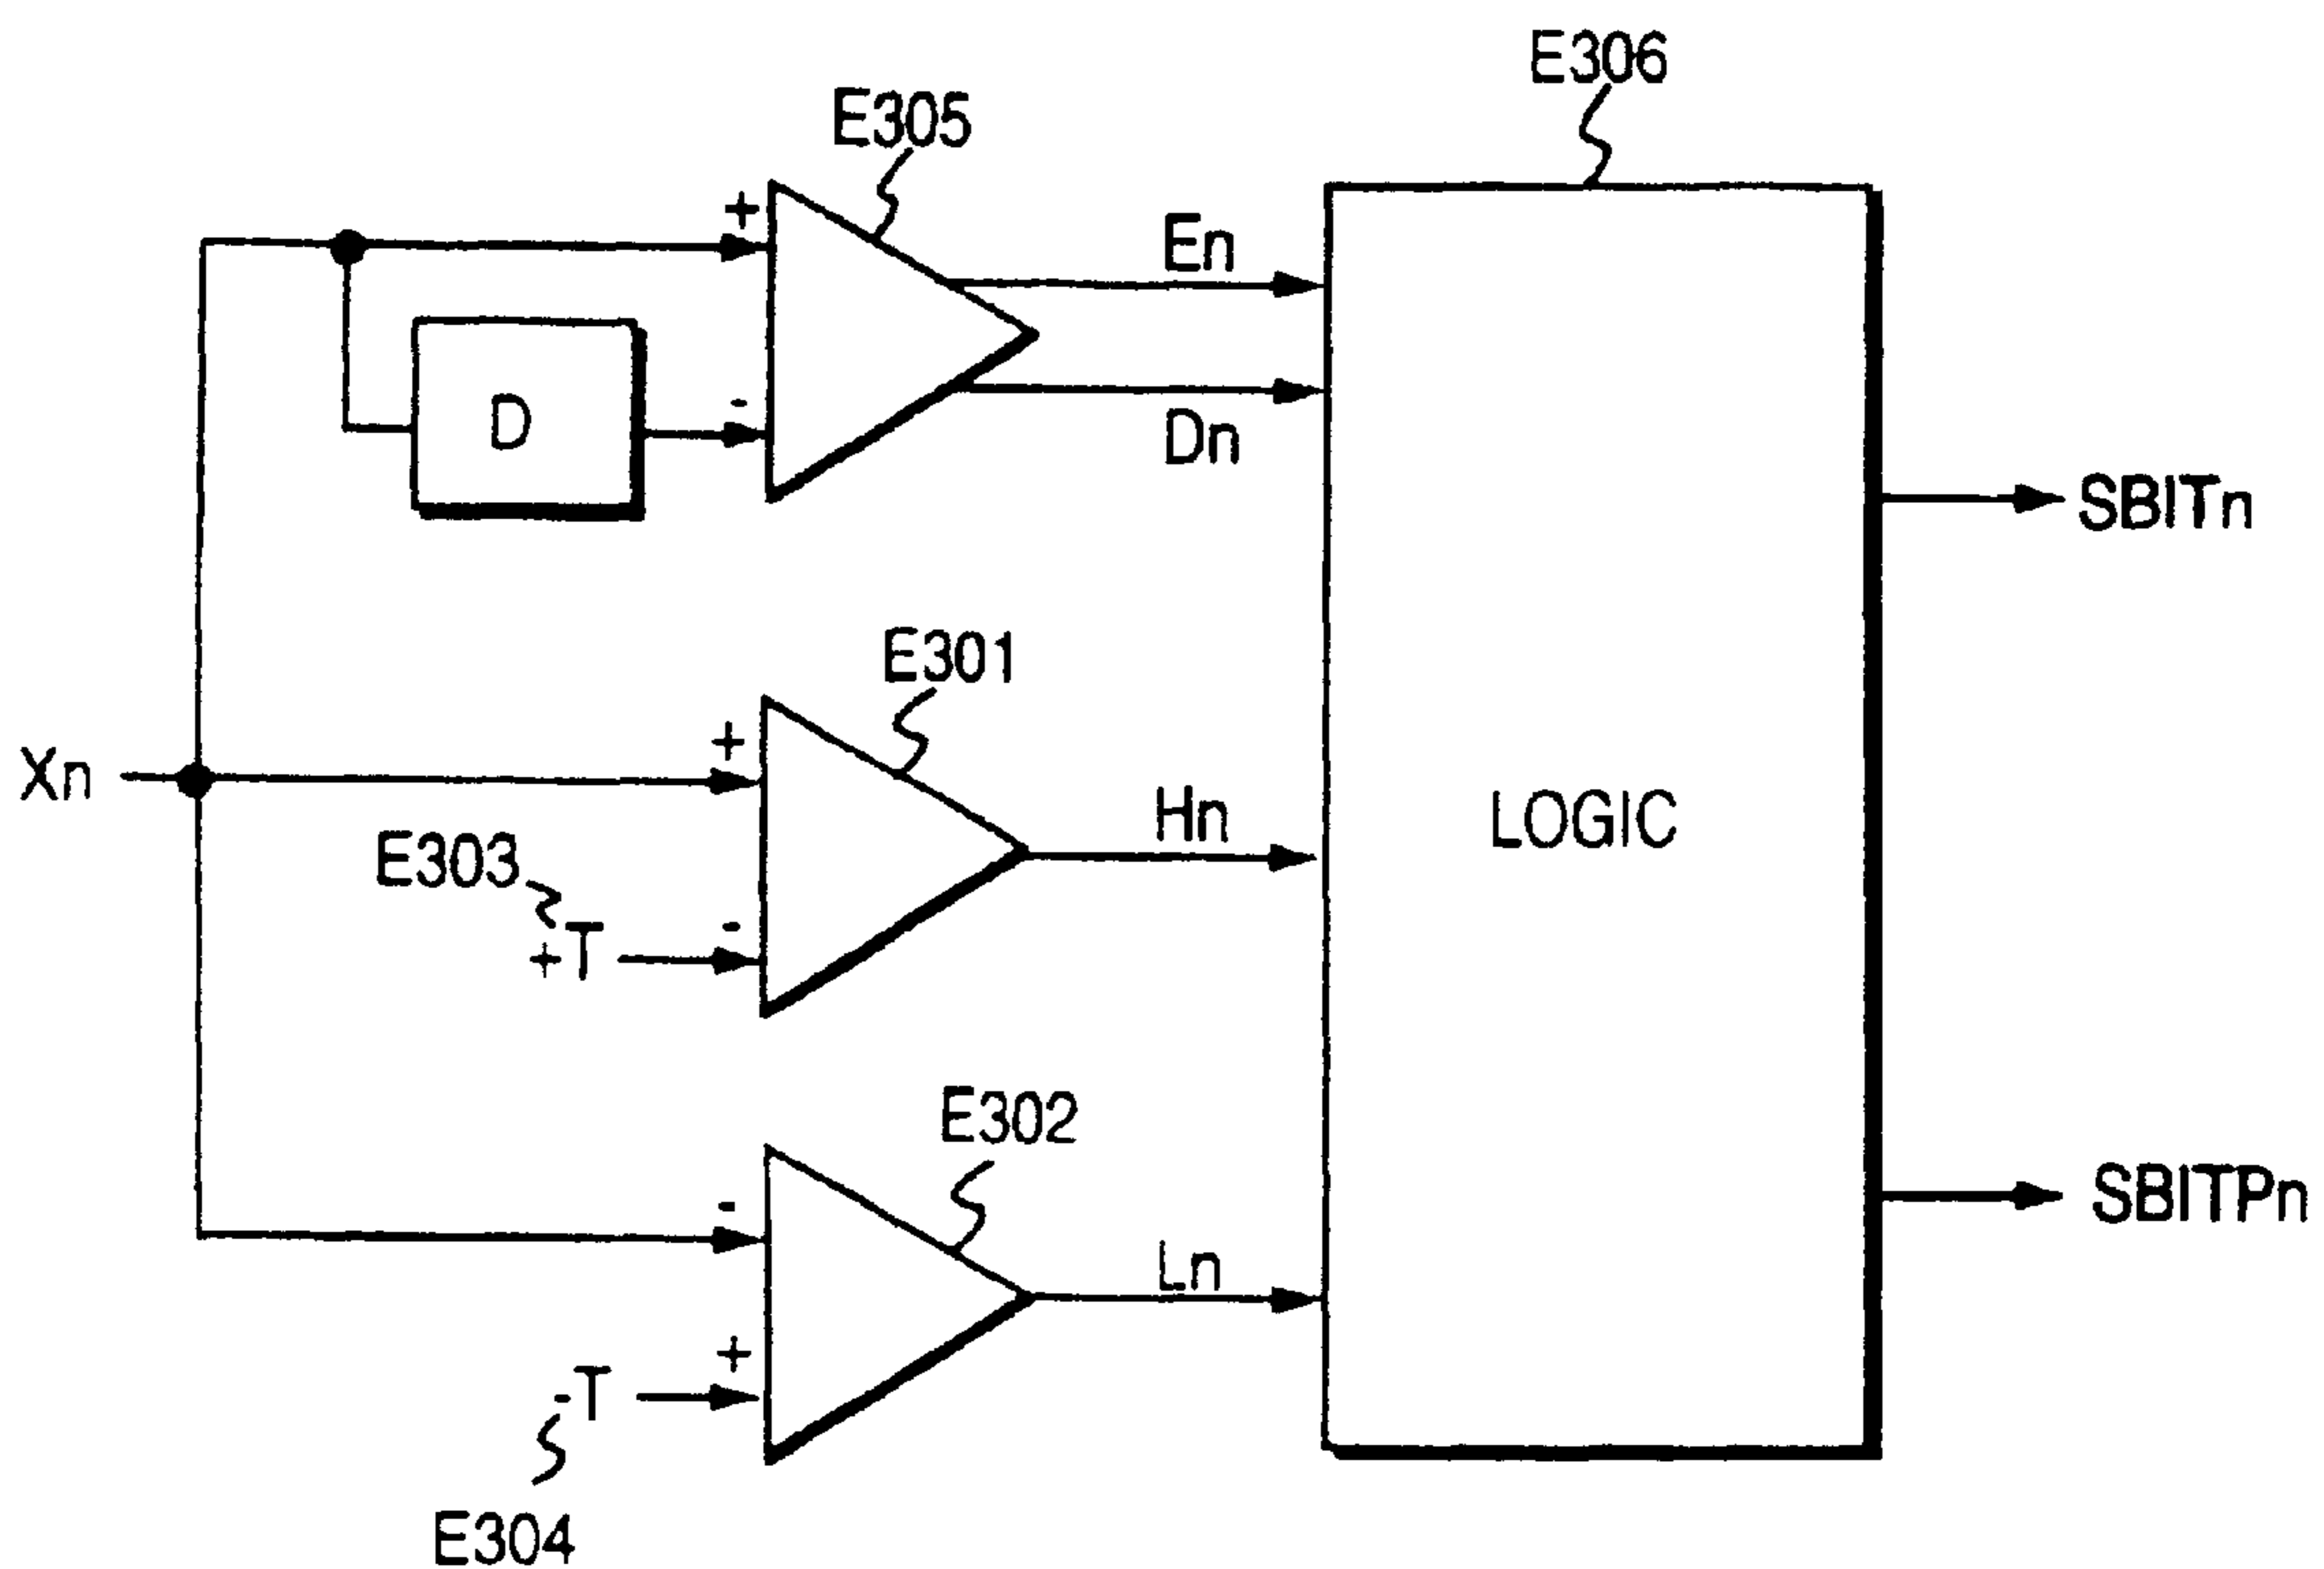 E306
E305
+
En
-
D
Dn
SBITn
E301
+
Xn
Hn
LOGIC
E303
-
+T
E302
-
SBITPn
Ln
+
-T
E304